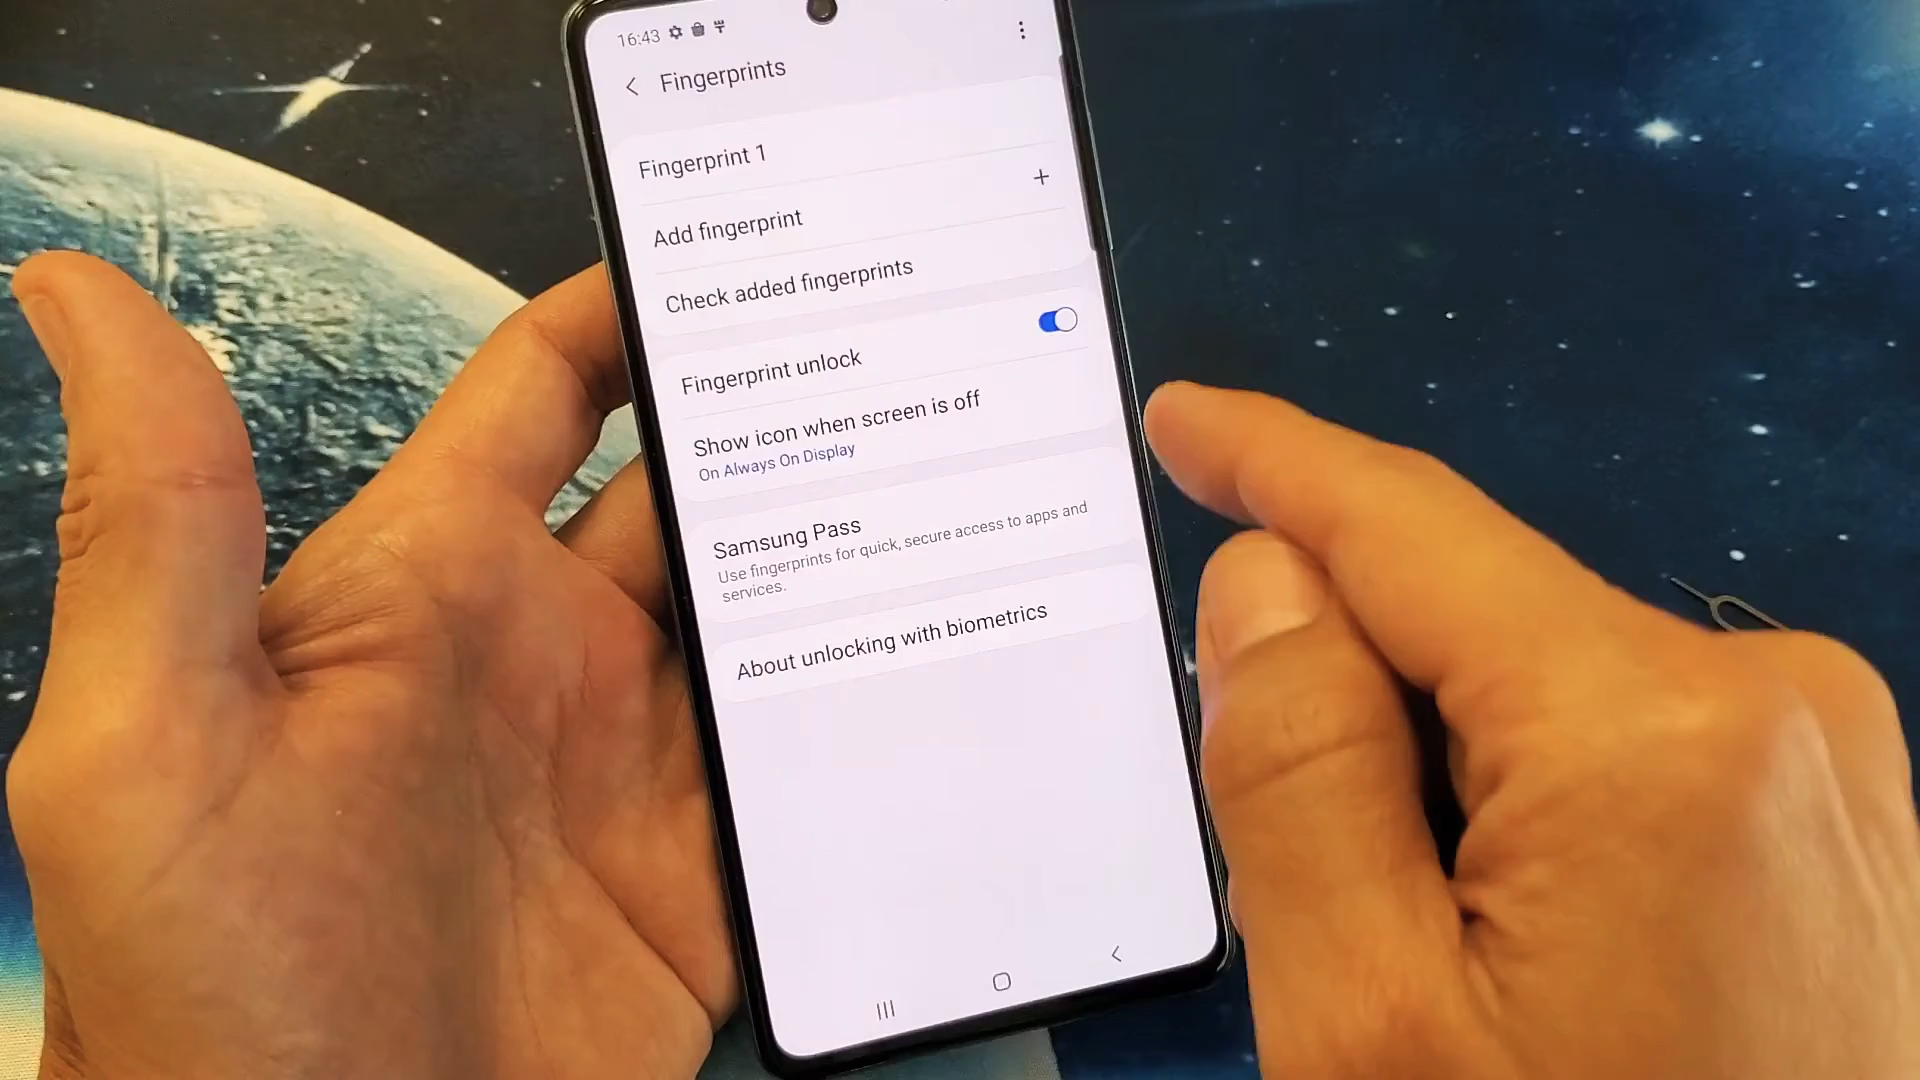 16:43
Fingerprints
Fingerprint 1
Add fingerprint
Check added fingerprints
Fingerprint unlock
Show icon when screen is off
On Always On Display
Samsung Pass
Use fingerprints for quick, secure access to apps and
services.
About unlocking with biometrics